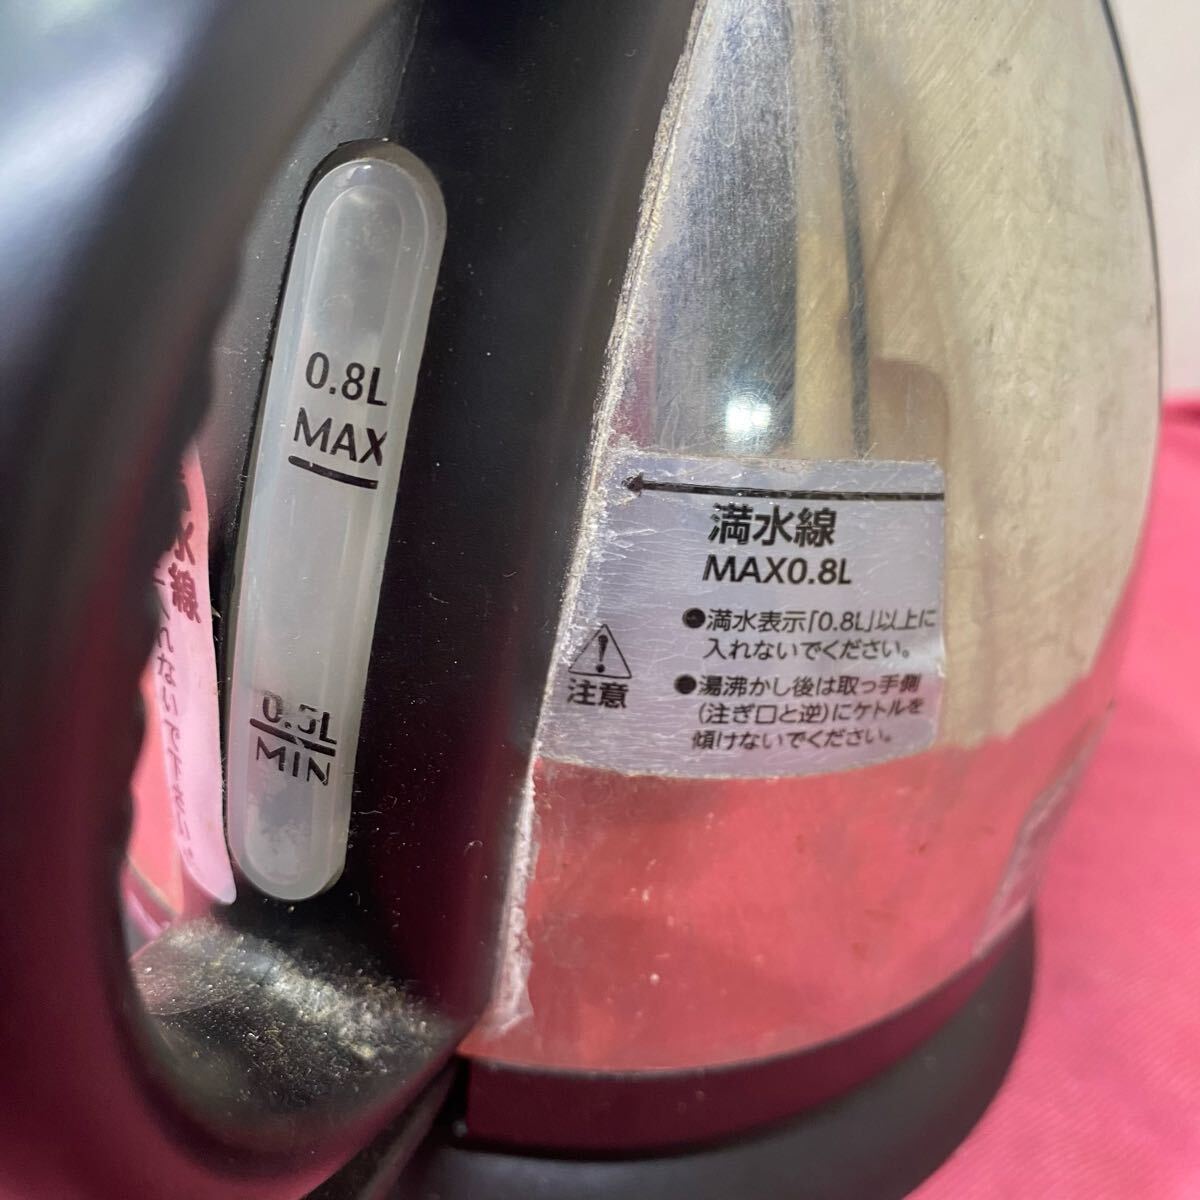 0.8L
MAX
0.5L
MIN
満水線
MAX0.8L
注意
●満水表示「0.8L」以上に
入れないでください。
●湯沸かし後は取っ手側
(注ぎ口と逆)にケトルを
傾けないでください。
水線